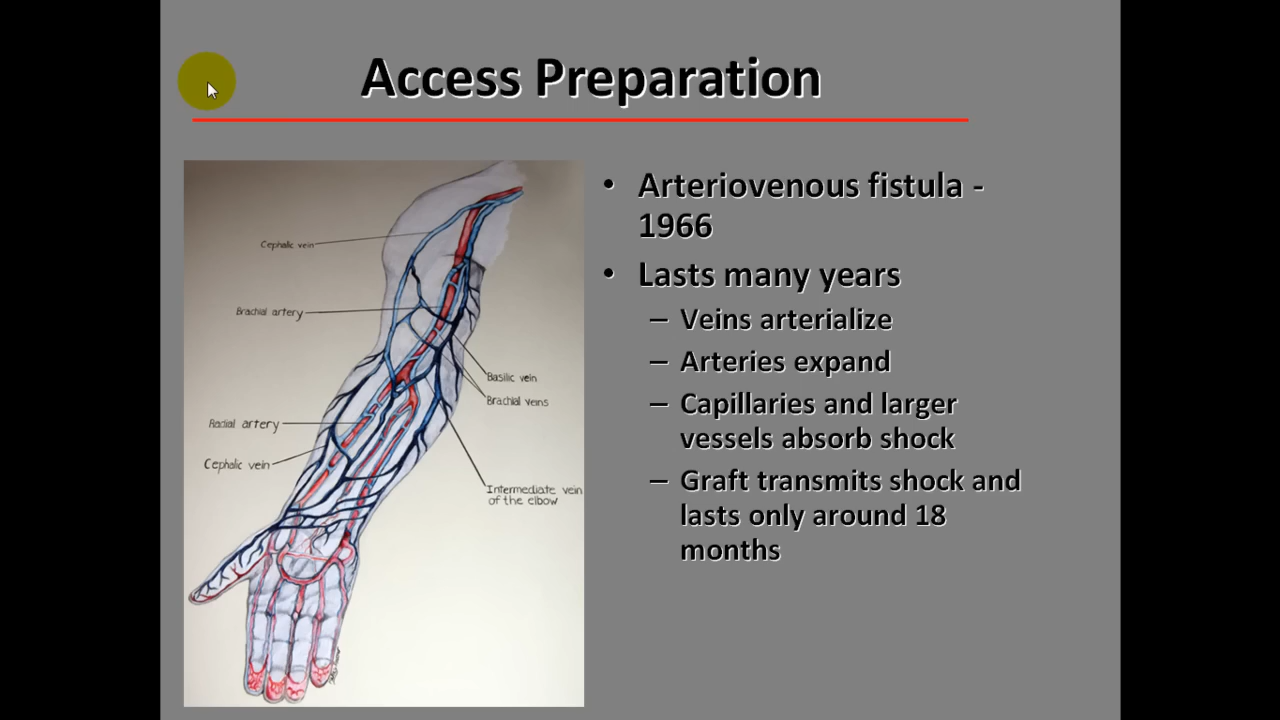 Access Preparation
Cephalic vein
Brachial artery
Basilic vein
Brachial veins
Radial artery
Cephalic vein
Intermediate vein
of the elbow
• Arteriovenous fistula -
1966
• Lasts many years
– Veins arterialize
– Arteries expand
– Capillaries and larger
vessels absorb shock
– Graft transmits shock and
lasts only around 18
months